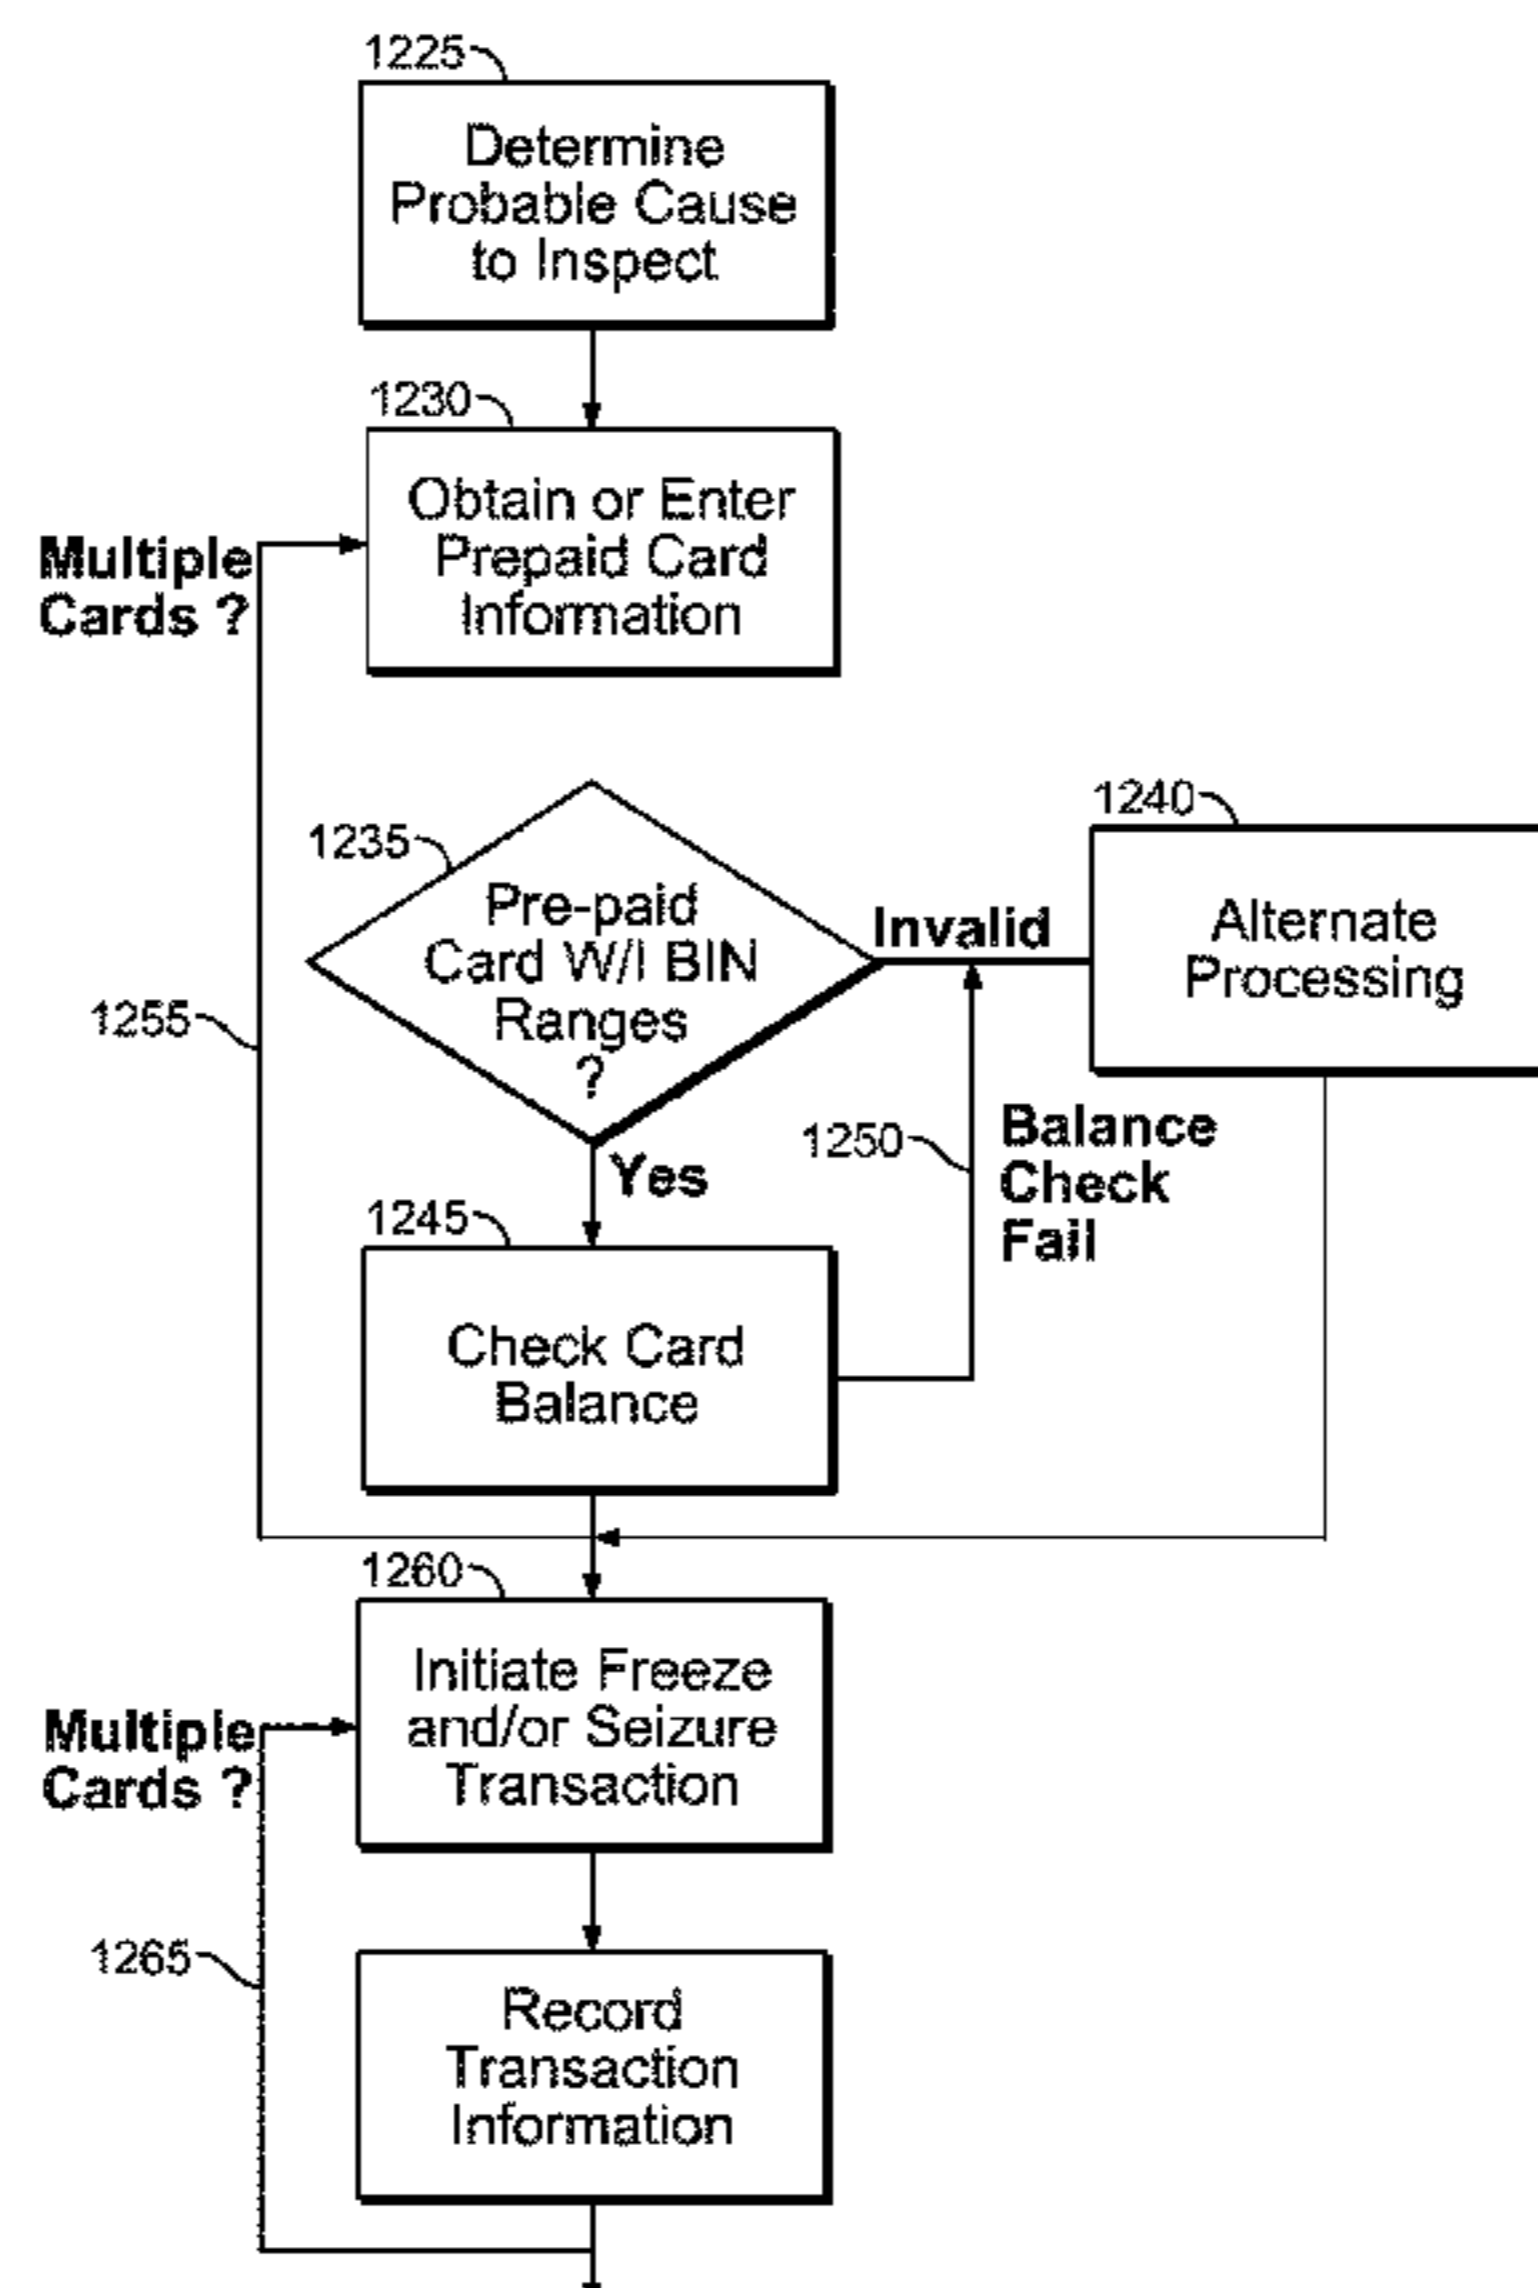 1225
Determine
Probable Cause
to Inspect
1230
Obtain or Enter
Prepaid Card
Information
Multiple
Cards ?
1235
Pre-paid
Card W/I BIN
Ranges
?
Invalid
1240
Alternate
Processing
1255
Yes
1250
Balance
Check
Fail
1245
Check Card
Balance
1260
Initiate Freeze
and/or Seizure
Transaction
Multiple
Cards ?
1265
Record
Transaction
Information